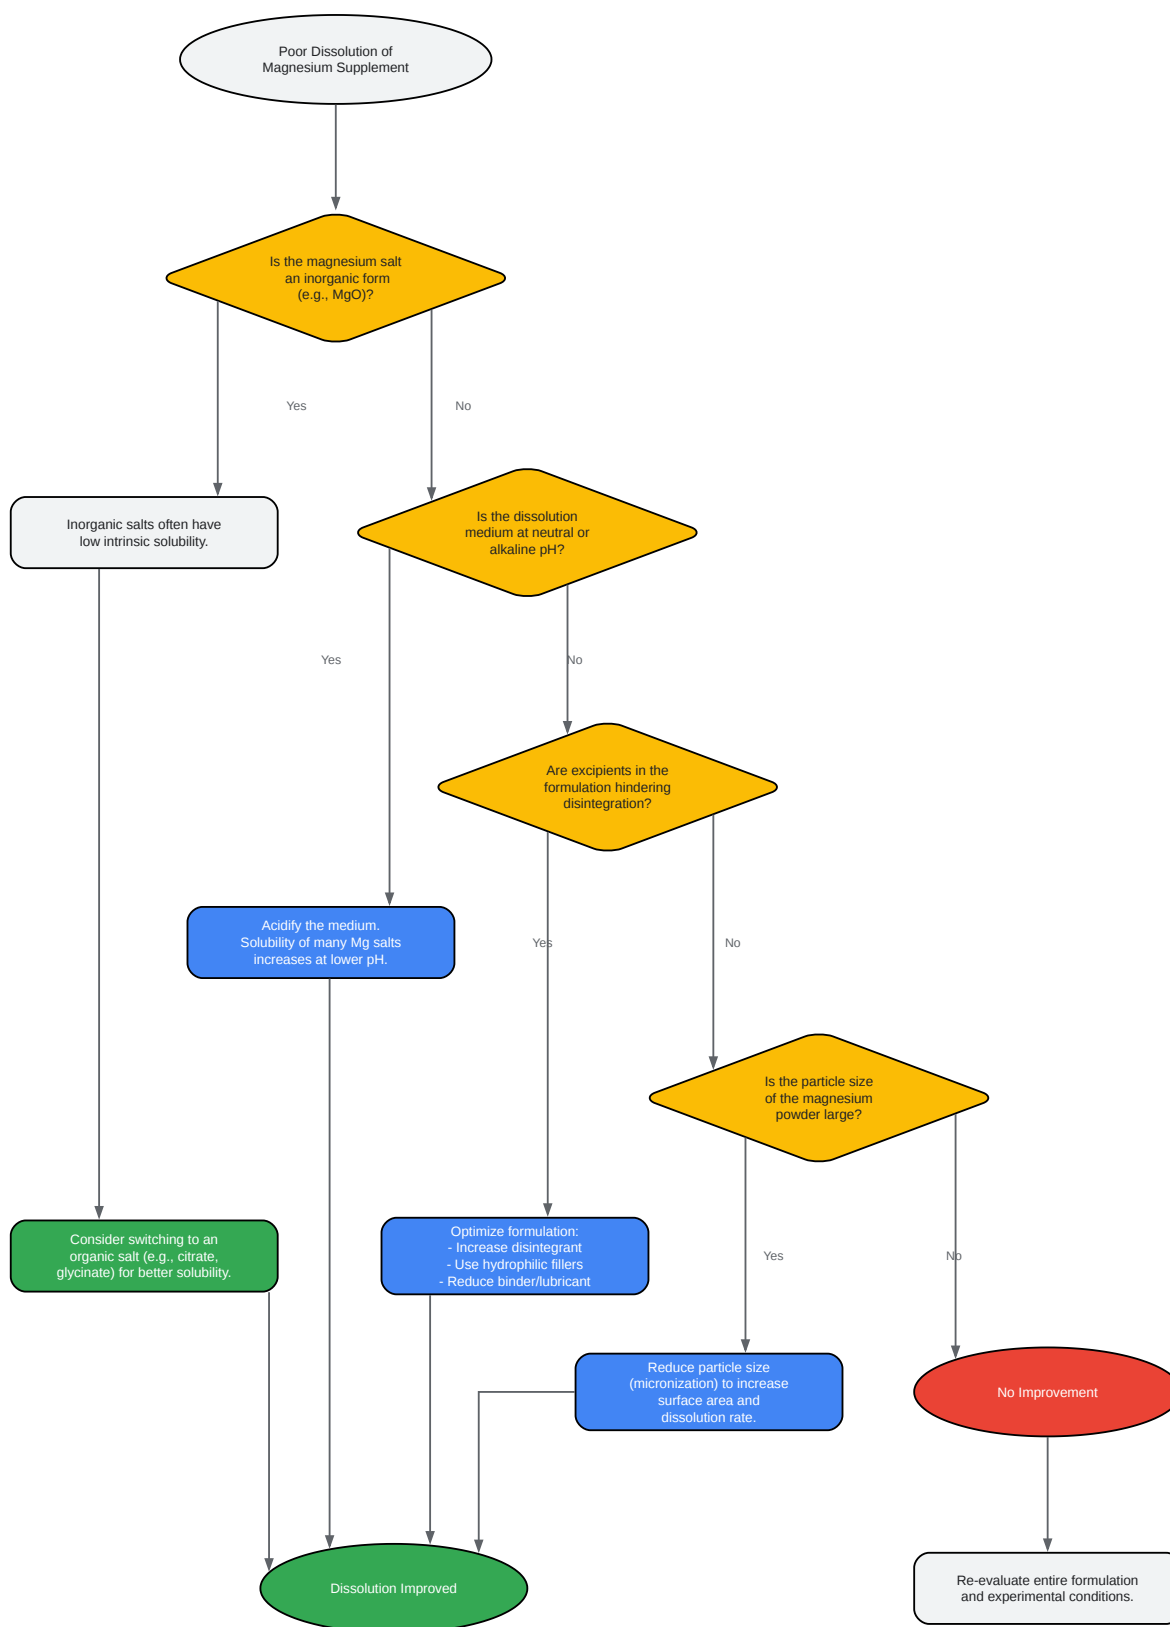 Poor Dissolution of
Magnesium Supplement
Is the magnesium salt
an inorganic form
(e.g., MgO)?
Yes
No
Inorganic salts often have
low intrinsic solubility.
Is the dissolution
medium at neutral or
alkaline pH?
Yes
No
Are excipients in the
formulation hindering
disintegration?
Acidify the medium.
Solubility of many Mg salts
increases at lower pH.
Yes
No
Is the particle size
of the magnesium
powder large?
Consider switching to an
organic salt (e.g., citrate,
glycinate) for better solubility.
Optimize formulation:
- Increase disintegrant
- Use hydrophilic fillers
- Reduce binder/lubricant
Yes
No
Reduce particle size
(micronization) to increase
surface area and
dissolution rate.
No Improvement
Dissolution Improved
Re-evaluate entire formulation
and experimental conditions.